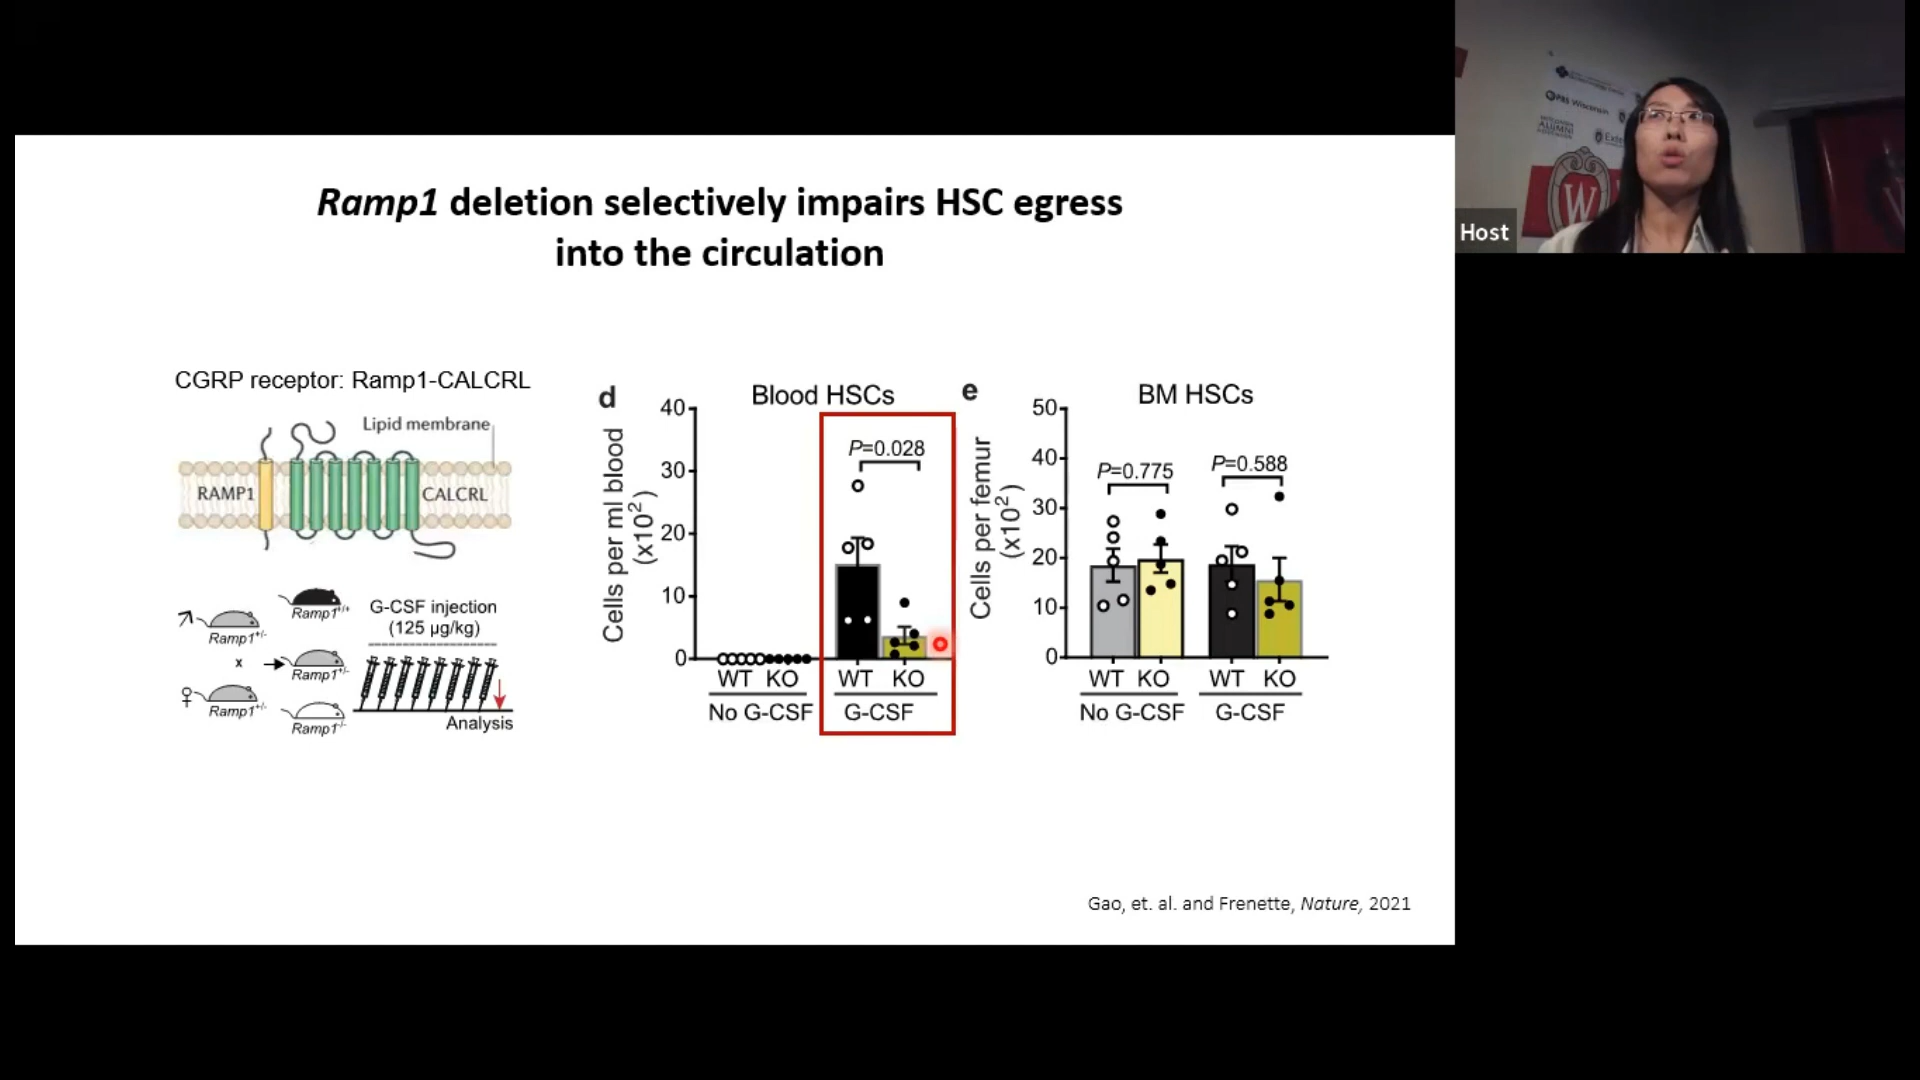 Ramp1 deletion selectively impairs HSC egress
into the circulation
CGRP receptor: Ramp1-CALCRL
Lipid membrane
RAMP1
CALCRL
Ramp1+/+
Ramp1+/-
x
Ramp1+/-
Ramp1+/-
Ramp1-/-
G-CSF injection
(125 µg/kg)
Analysis
d
Blood HSCs
Cells per ml blood
(x10²)
40
30
20
10
0
P=0.028
WT KO
WT KO
No G-CSF
G-CSF
e
BM HSCs
Cells per femur
(x10²)
50
40
30
20
10
0
P=0.775
P=0.588
WT KO
WT KO
No G-CSF
G-CSF
Gao, et. al. and Frenette, Nature, 2021
PBS Wisconsin
WISCONSIN
ALUMNI
W
Host